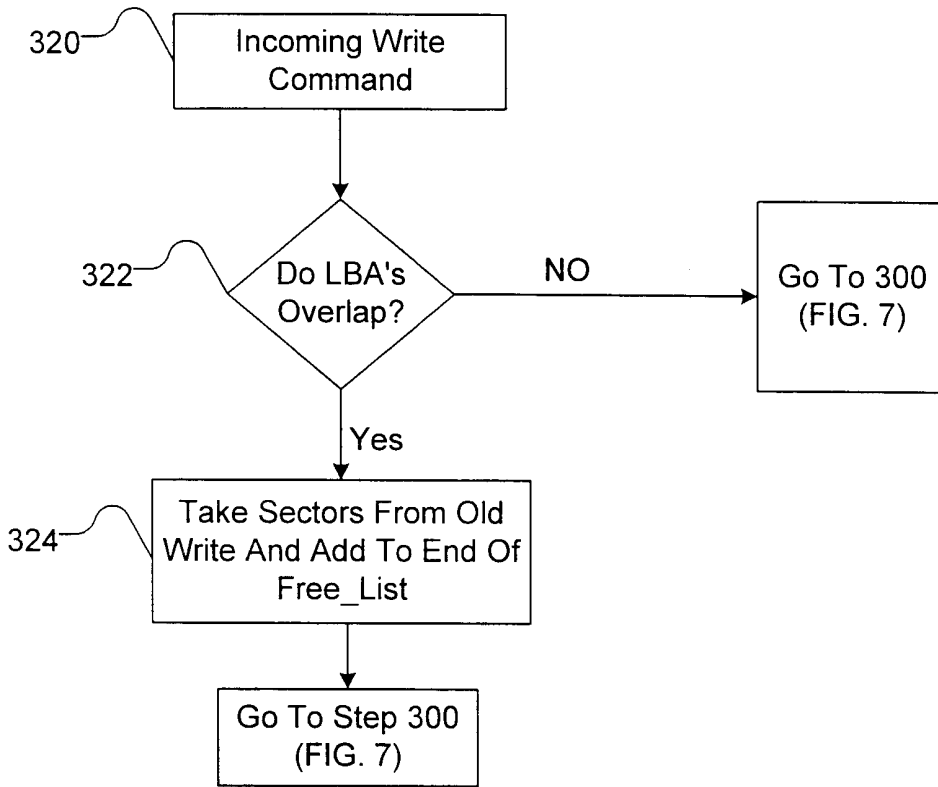 320
Incoming Write
Command
322
Do LBA's
Overlap?
NO
Go To 300
(FIG. 7)
Yes
324
Take Sectors From Old
Write And Add To End Of
Free_List
Go To Step 300
(FIG. 7)